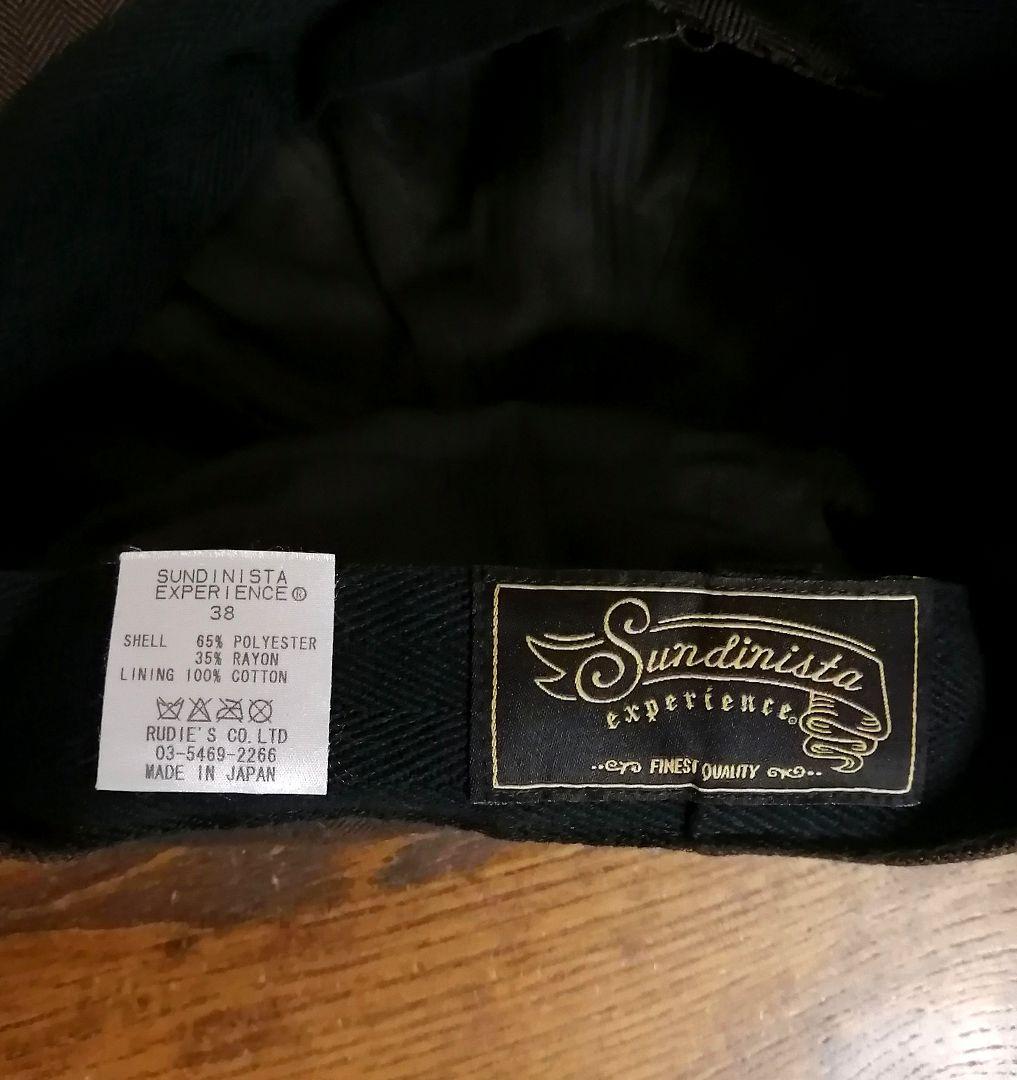 SUNDINISTA
EXPERIENCE®
38
SHELL 65% POLYESTER
35% RAYON
LINING 100% COTTON
RUDIE'S CO.LTD
03-5469-2266
MADE IN JAPAN
Sundinista
experience®
FINEST QUALITY